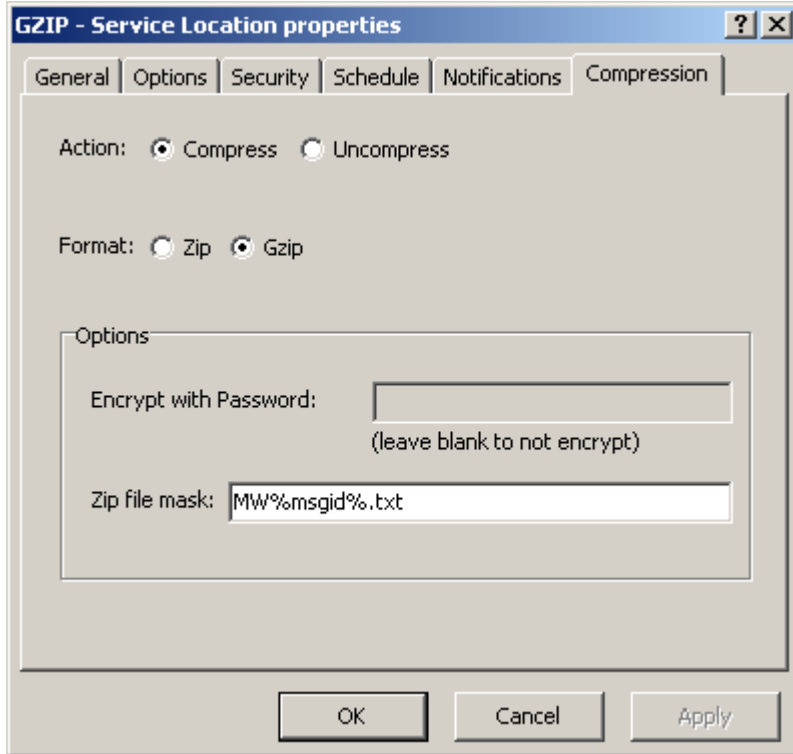 GZIP - Service Location properties
General Options Security Schedule Notifications Compression
Action: Compress Uncompress
Format: Zip Gzip
Options
Encrypt with Password:
(leave blank to not encrypt)
Zip file mask: MW%msgid%.txt
OK Cancel Apply